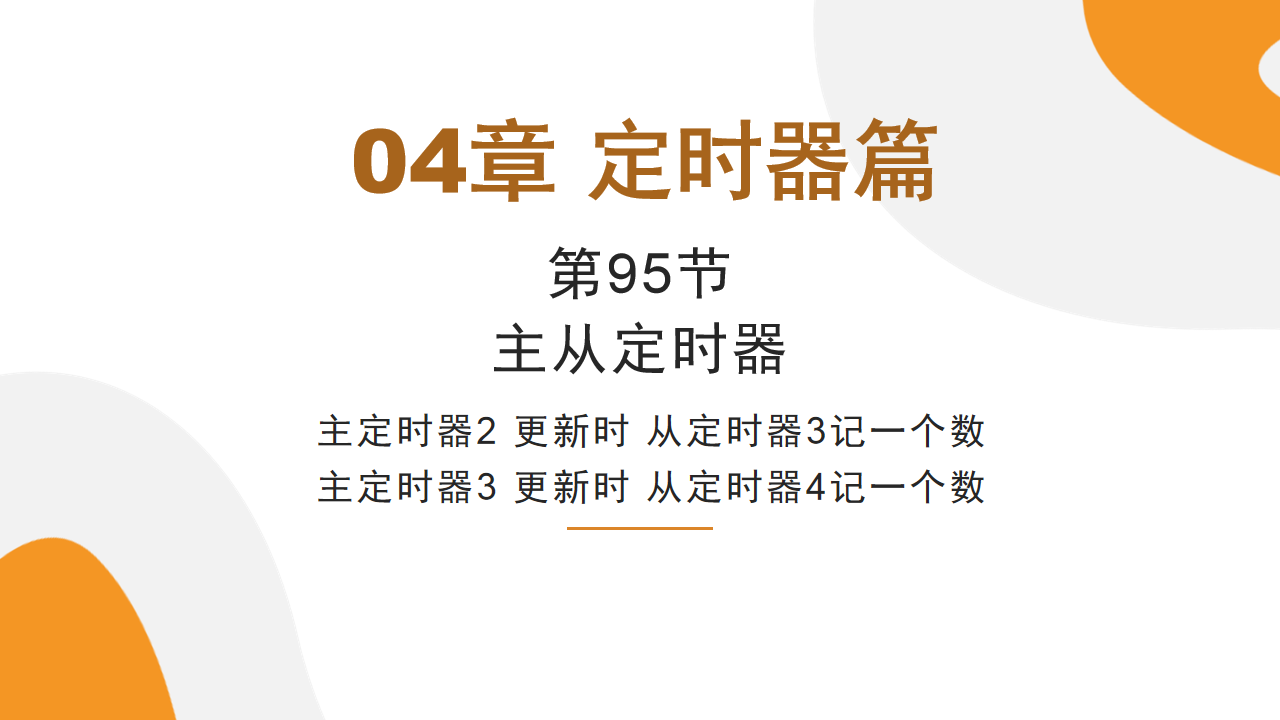 04章 定时器篇
第95节
主从定时器
主定时器2 更新时 从定时器3记一个数
主定时器3 更新时 从定时器4记一个数